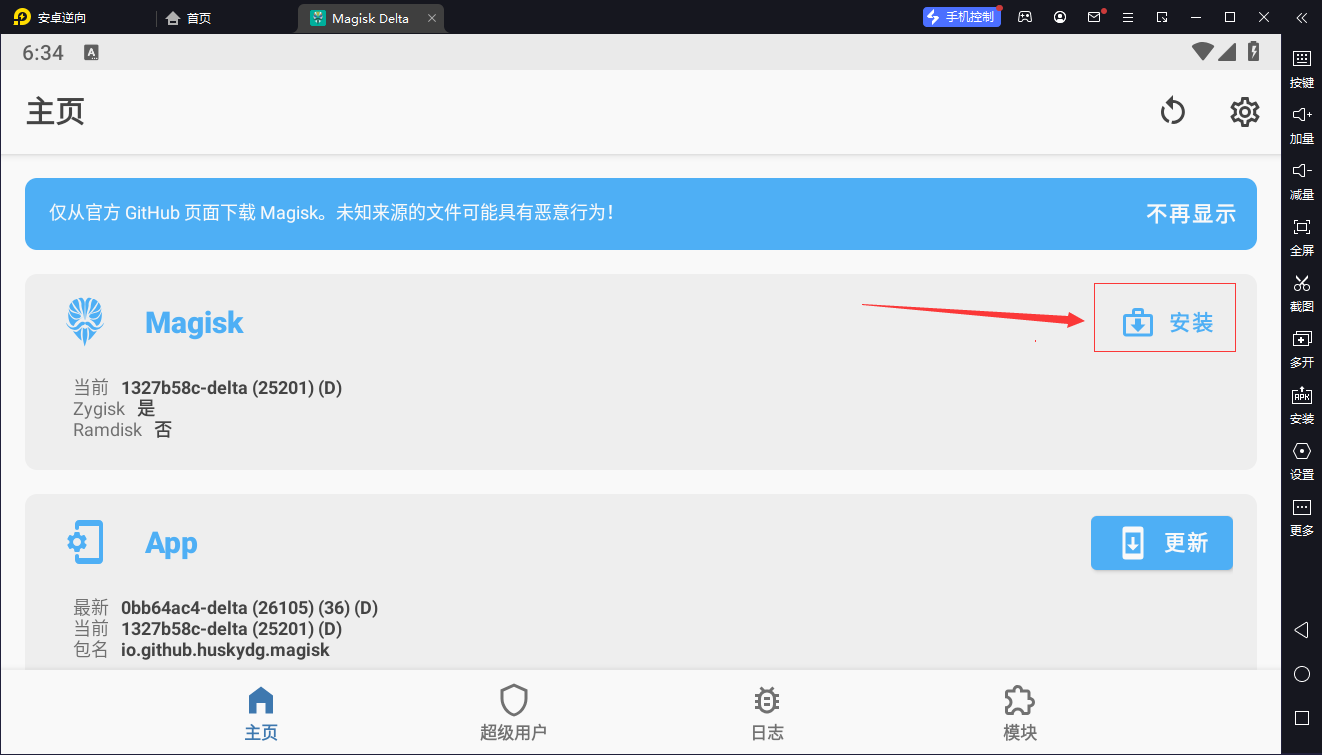 安卓逆向
首页
Magisk Delta
手机控制
6:34
A
主页
仅从官方 GitHub 页面下载 Magisk。未知来源的文件可能具有恶意行为！
不再显示
Magisk
安装
当前 1327b58c-delta (25201) (D)
Zygisk 是
Ramdisk 否
App
更新
最新 0bb64ac4-delta (26105) (36) (D)
当前 1327b58c-delta (25201) (D)
包名 io.github.huskydg.magisk
主页
超级用户
日志
模块
按键
加量
减量
全屏
截图
多开
APK
安装
设置
更多